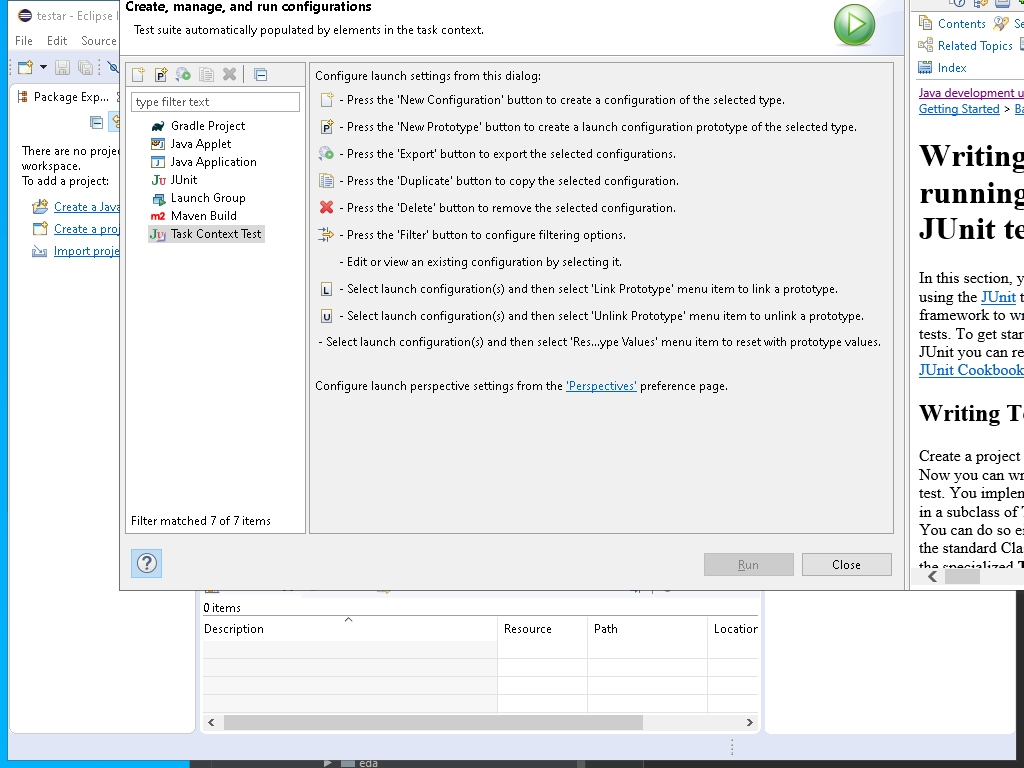 testar - Eclipse I
File Edit Source
Package Exp...
There are no proje
workspace.
To add a project:
Create a Java
Create a proj
Import proje
Create, manage, and run configurations
Test suite automatically populated by elements in the task context.
type filter text
Gradle Project
Java Applet
Java Application
JUnit
Launch Group
Maven Build
Task Context Test
Filter matched 7 of 7 items
Configure launch settings from this dialog:
- Press the 'New Configuration' button to create a configuration of the selected type.
- Press the 'New Prototype' button to create a launch configuration prototype of the selected type.
- Press the 'Export' button to export the selected configurations.
- Press the 'Duplicate' button to copy the selected configuration.
- Press the 'Delete' button to remove the selected configuration.
- Press the 'Filter' button to configure filtering options.
- Edit or view an existing configuration by selecting it.
- Select launch configuration(s) and then select 'Link Prototype' menu item to link a prototype.
- Select launch configuration(s) and then select 'Unlink Prototype' menu item to unlink a prototype.
- Select launch configuration(s) and then select 'Res...ype Values' menu item to reset with prototype values.
Configure launch perspective settings from the 'Perspectives' preference page.
Run Close
Contents Se
Related Topics
Index
Java development u
Getting Started > Ba
Writing
running
JUnit te
In this section, y
using the JUnit t
framework to wr
tests. To get star
JUnit you can re
JUnit Cookbook
Writing Te
Create a project
Now you can wr
test. You implem
in a subclass of T
You can do so ei
the standard Clas
the specialized T
0 items
Description Resource Path Location
eda